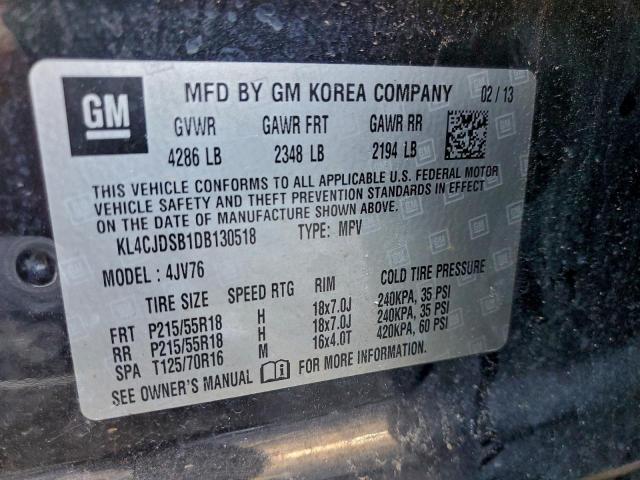 GM
MFD BY GM KOREA COMPANY 02 / 13
GVWR GAWR FRT GAWR RR
4286 LB 2348 LB 2194 LB
THIS VEHICLE CONFORMS TO ALL APPLICABLE U.S. FEDERAL MOTOR
VEHICLE SAFETY AND THEFT PREVENTION STANDARDS IN EFFECT
ON THE DATE OF MANUFACTURE SHOWN ABOVE.
KL4CJDSB1DB130518 TYPE: MPV
MODEL : 4JV76
TIRE SIZE SPEED RTG RIM COLD TIRE PRESSURE
FRT P215/55R18 H 18x7.0J 240KPA, 35 PSI
RR P215/55R18 H 18x7.0J 240KPA, 35 PSI
SPA T125/70R16 M 16x4.0T 420KPA, 60 PSI
SEE OWNER'S MANUAL i FOR MORE INFORMATION.